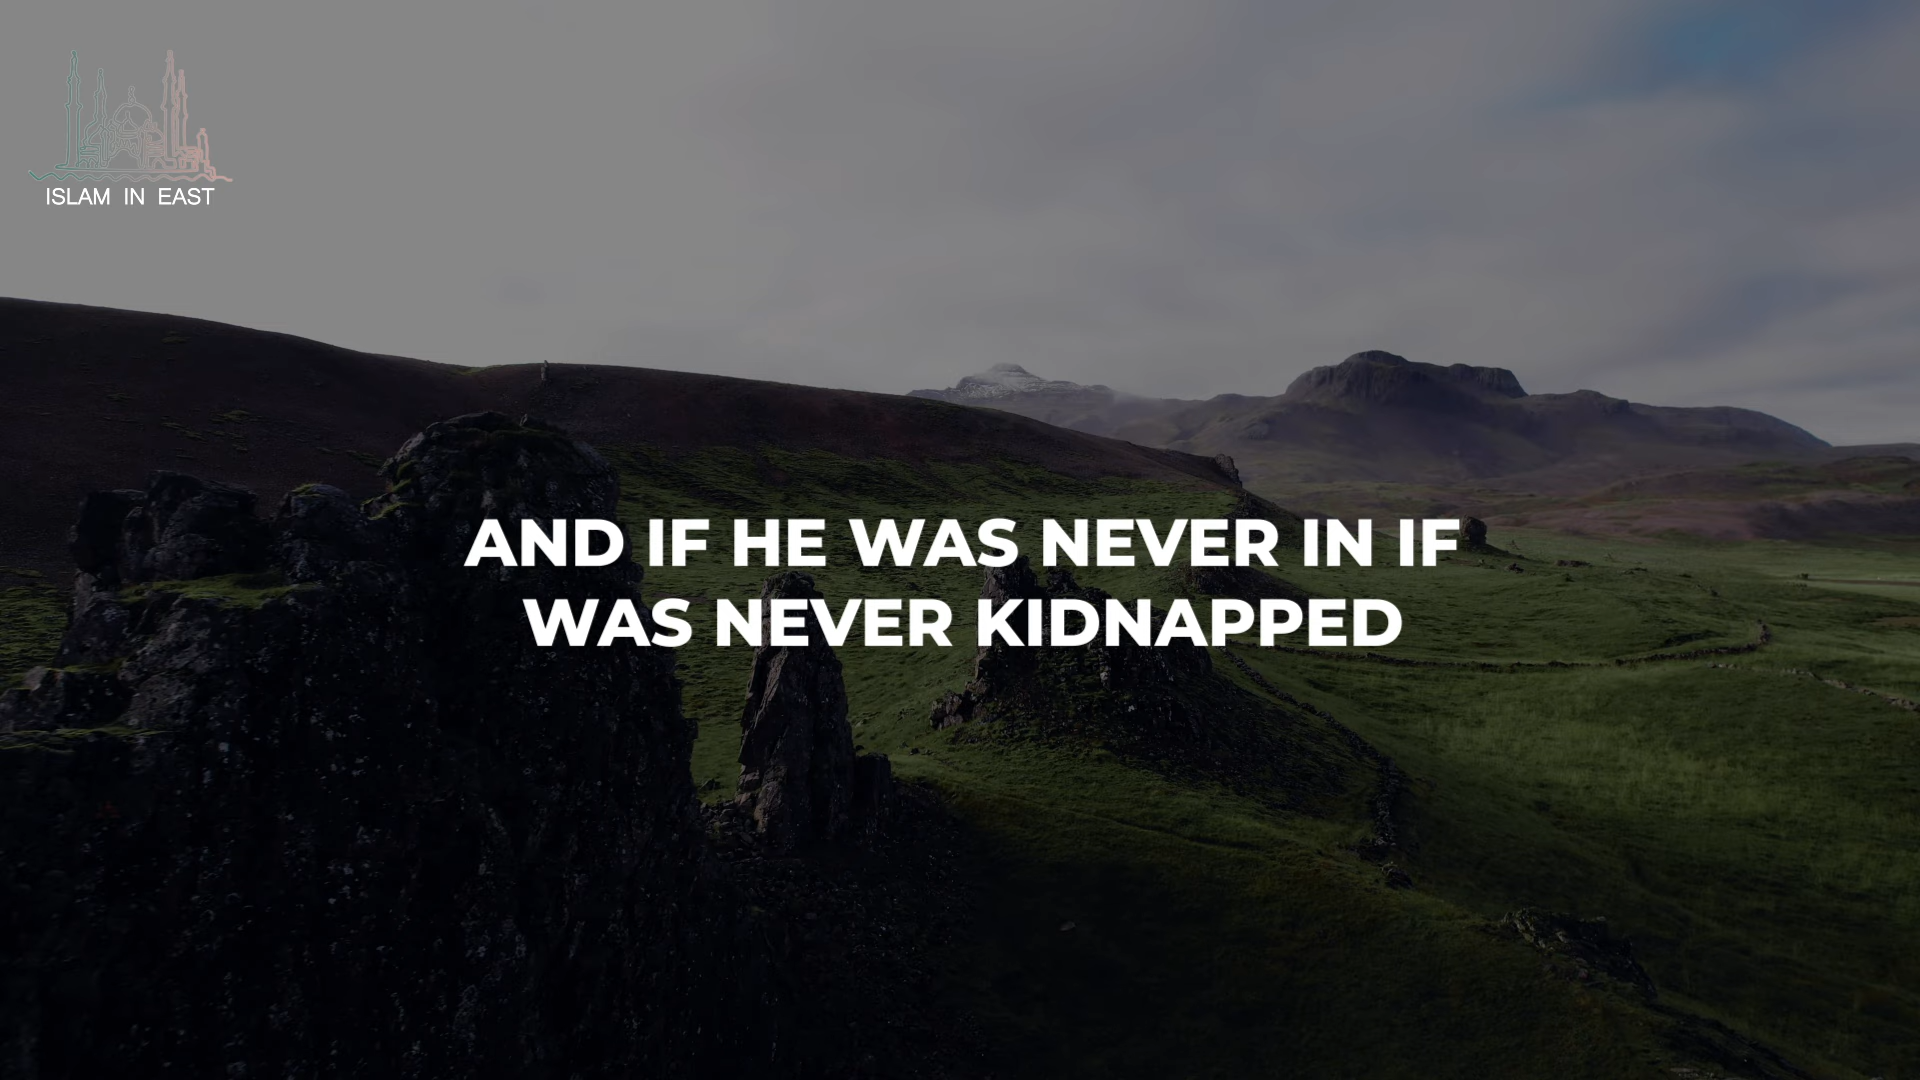 ISLAM IN EAST
AND IF HE WAS NEVER IN IF
WAS NEVER KIDNAPPED